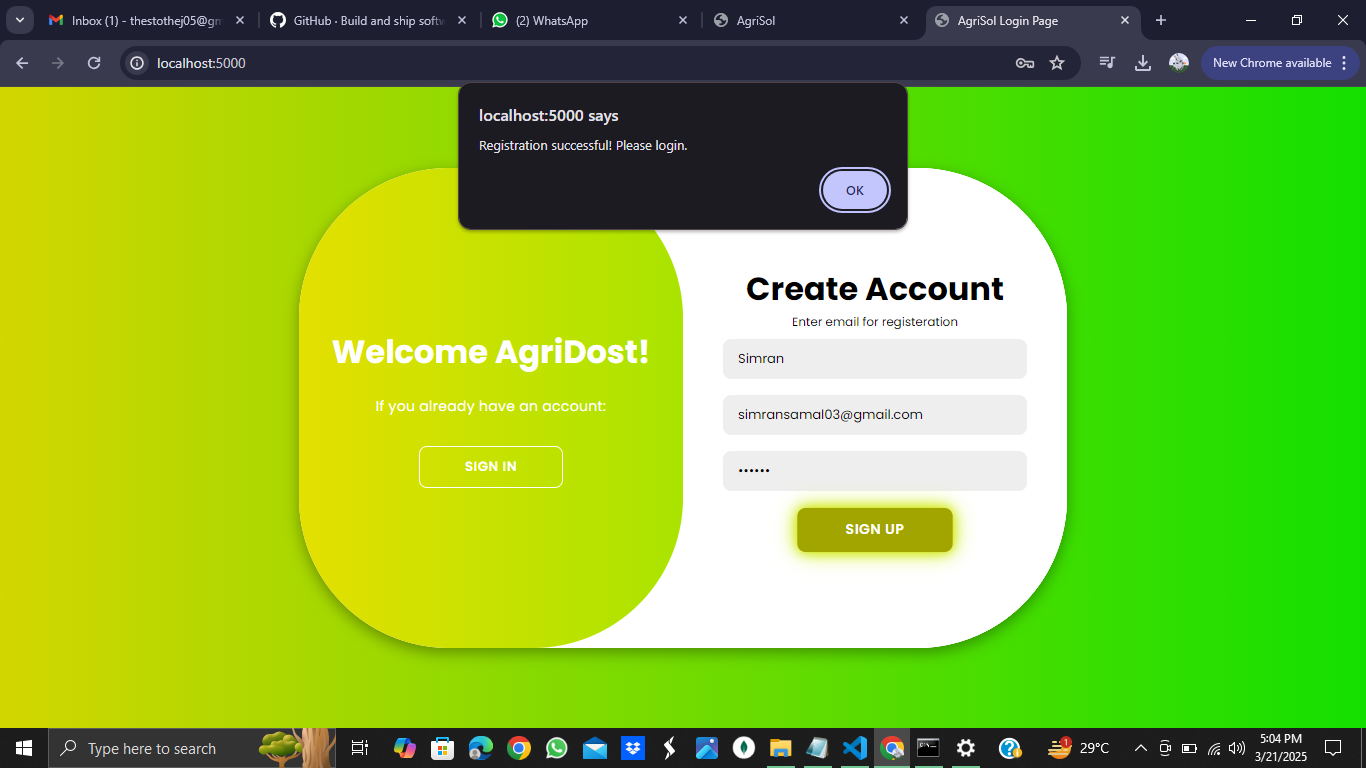 Inbox (1) - thestothej05@gm
GitHub · Build and ship softw
(2) WhatsApp
AgriSol
AgriSol Login Page
localhost:5000
New Chrome available
localhost:5000 says
Registration successful! Please login.
OK
Welcome AgriDost!
If you already have an account:
SIGN IN
Create Account
Enter email for registeration
Simran
simransamal03@gmail.com
••••••
SIGN UP
Type here to search
1
29°C
5:04 PM
3/21/2025